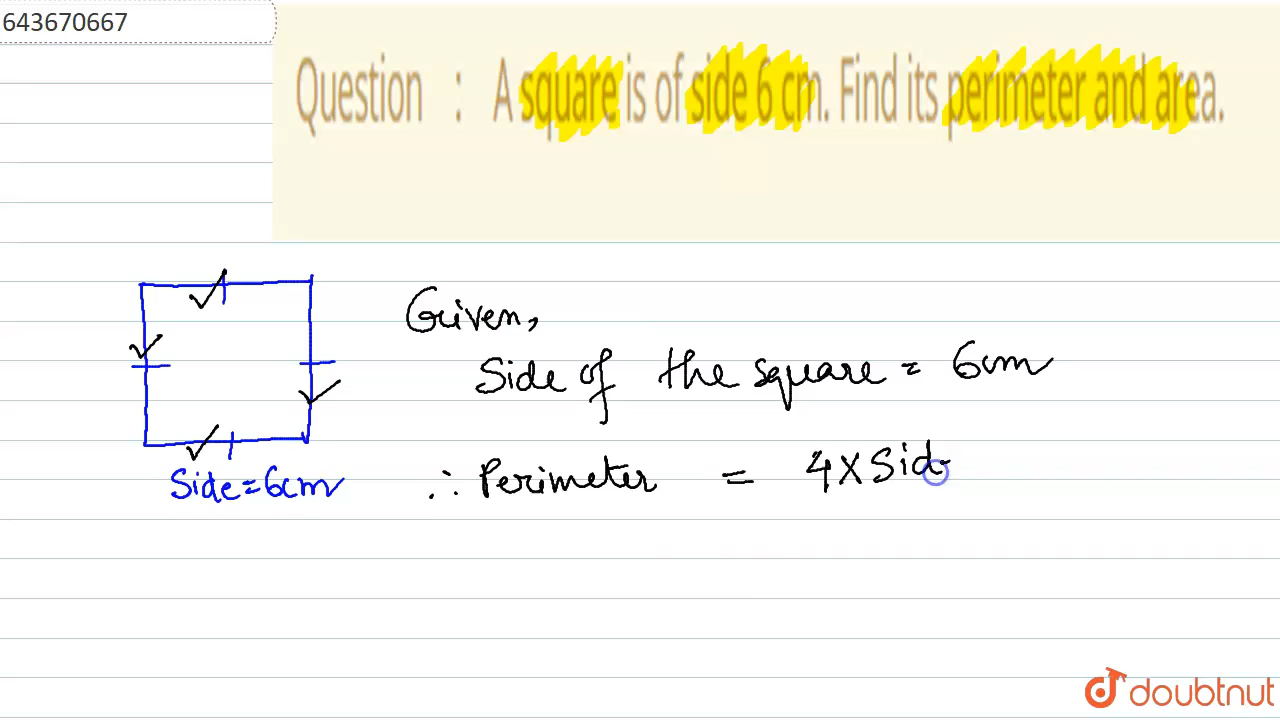 643670667
Question : A square is of side 6 cm. Find its perimeter and area.
Given,
Side of the square = 6cm
Side=6cm
∴ Perimeter = 4×Sid
doubtnut